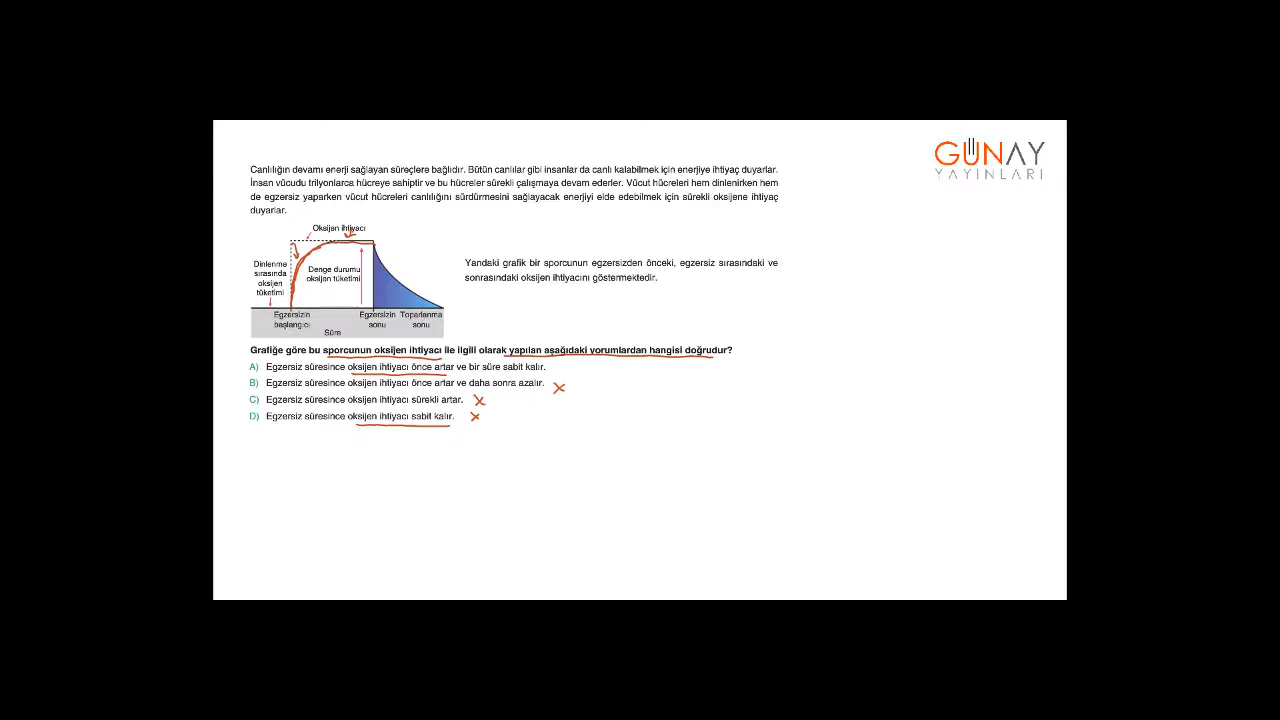 GÜNAY
YAYINLARI
Canlılığın devamı enerji sağlayan süreçlere bağlıdır. Bütün canlılar gibi insanlar da canlı kalabilmek için enerjiye ihtiyaç duyarlar.
İnsan vücudu trilyonlarca hücreye sahiptir ve bu hücreler sürekli çalışmaya devam ederler. Vücut hücreleri hem dinlenirken hem
de egzersiz yaparken vücut hücreleri canlılığını sürdürmesini sağlayacak enerjiyi elde edebilmek için sürekli oksijene ihtiyaç
duyarlar.
Oksijen ihtiyacı
Dinlenme
sırasında
oksijen
tüketimi
Denge durumu
oksijen tüketimi
Egzersizin
başlangıcı
Süre
Egzersizin
sonu
Toparlanma
sonu
Yandaki grafik bir sporcunun egzersizden önceki, egzersiz sırasındaki ve
sonrasındaki oksijen ihtiyacını göstermektedir.
Grafiğe göre bu sporcunun oksijen ihtiyacı ile ilgili olarak yapılan aşağıdaki yorumlardan hangisi doğrudur?
A) Egzersiz süresince oksijen ihtiyacı önce artar ve bir süre sabit kalır.
B) Egzersiz süresince oksijen ihtiyacı önce artar ve daha sonra azalır.
C) Egzersiz süresince oksijen ihtiyacı sürekli artar.
D) Egzersiz süresince oksijen ihtiyacı sabit kalır.